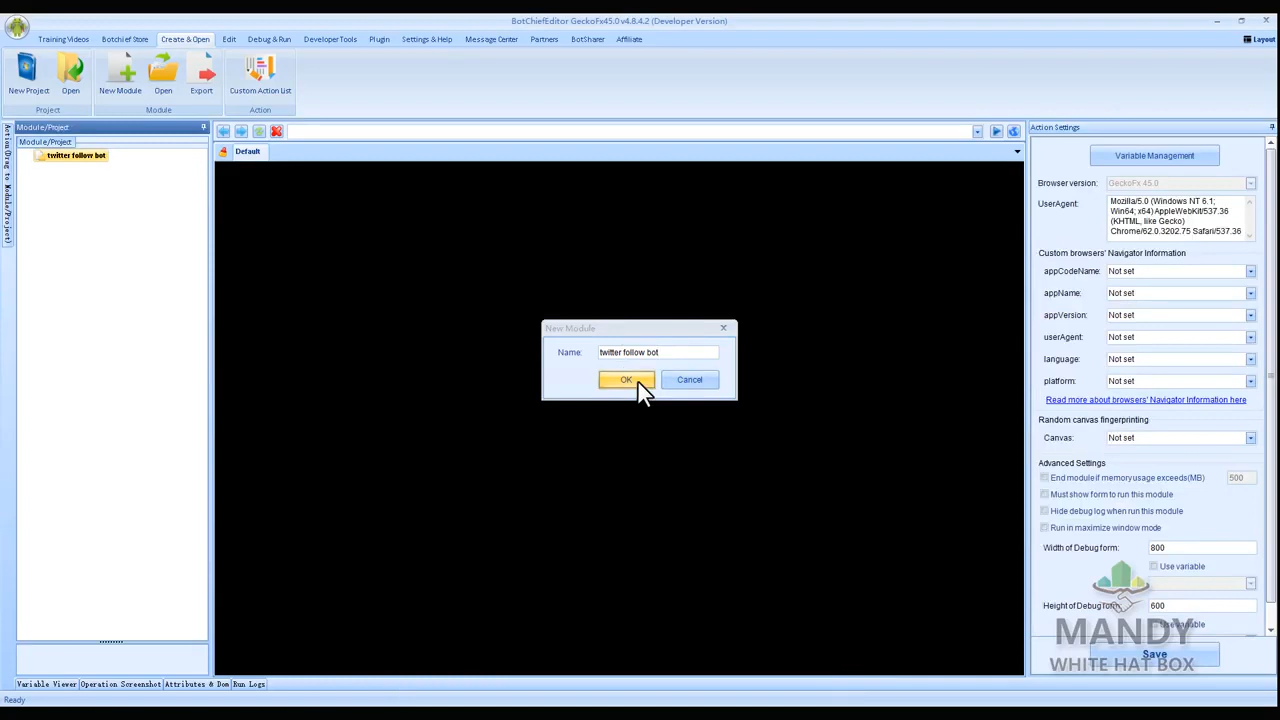 BotChiefEditor GeckoFx45.0 v4.8.4.2 (Developer Version)
Training Videos Botchief Store Create & Open Edit Debug & Run Developer Tools Plugin Settings & Help Message Center Partners BotSharer Affiliate Layout
New Project Open New Module Open Export Custom Action List
Project Module Action
Action(Drag to Module/Project)
Module/Project
Module/Project
twitter follow bot
Default
New Module
Name: twitter follow bot
OK Cancel
Action Settings
Variable Management
Browser version: GeckoFx 45.0
UserAgent: Mozilla/5.0 (Windows NT 6.1;
Win64; x64) AppleWebKit/537.36
(KHTML, like Gecko)
Chrome/62.0.3202.75 Safari/537.36
Custom browsers' Navigator Information
appCodeName: Not set
appName: Not set
appVersion: Not set
userAgent: Not set
language: Not set
platform: Not set
Read more about browsers' Navigator Information here
Random canvas fingerprinting
Canvas: Not set
Advanced Settings
End module if memory usage exceeds(MB) 500
Must show form to run this module
Hide debug log when run this module
Run in maximize window mode
Width of Debug form: 800
Use variable
Height of Debug form: 600
Use variable
Save
MANDY
WHITE HAT BOX
Variable Viewer Operation Screenshot Attributes & Dom Run Logs
Ready